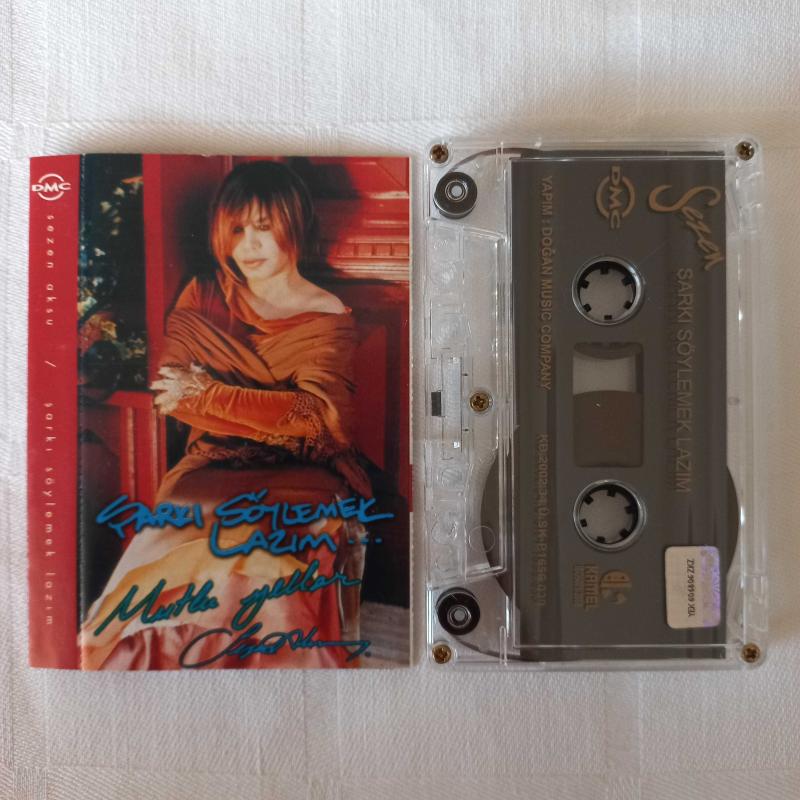 DMC
sezen aksu / şarkı söylemek lazım
ŞARKI SÖYLEMEK
LAZIM...
Mutlu yıllar
Sezen
ŞARKI SÖYLEMEK LAZIM
DMC
YAPIM : DOĞAN MUSIC COMPANY